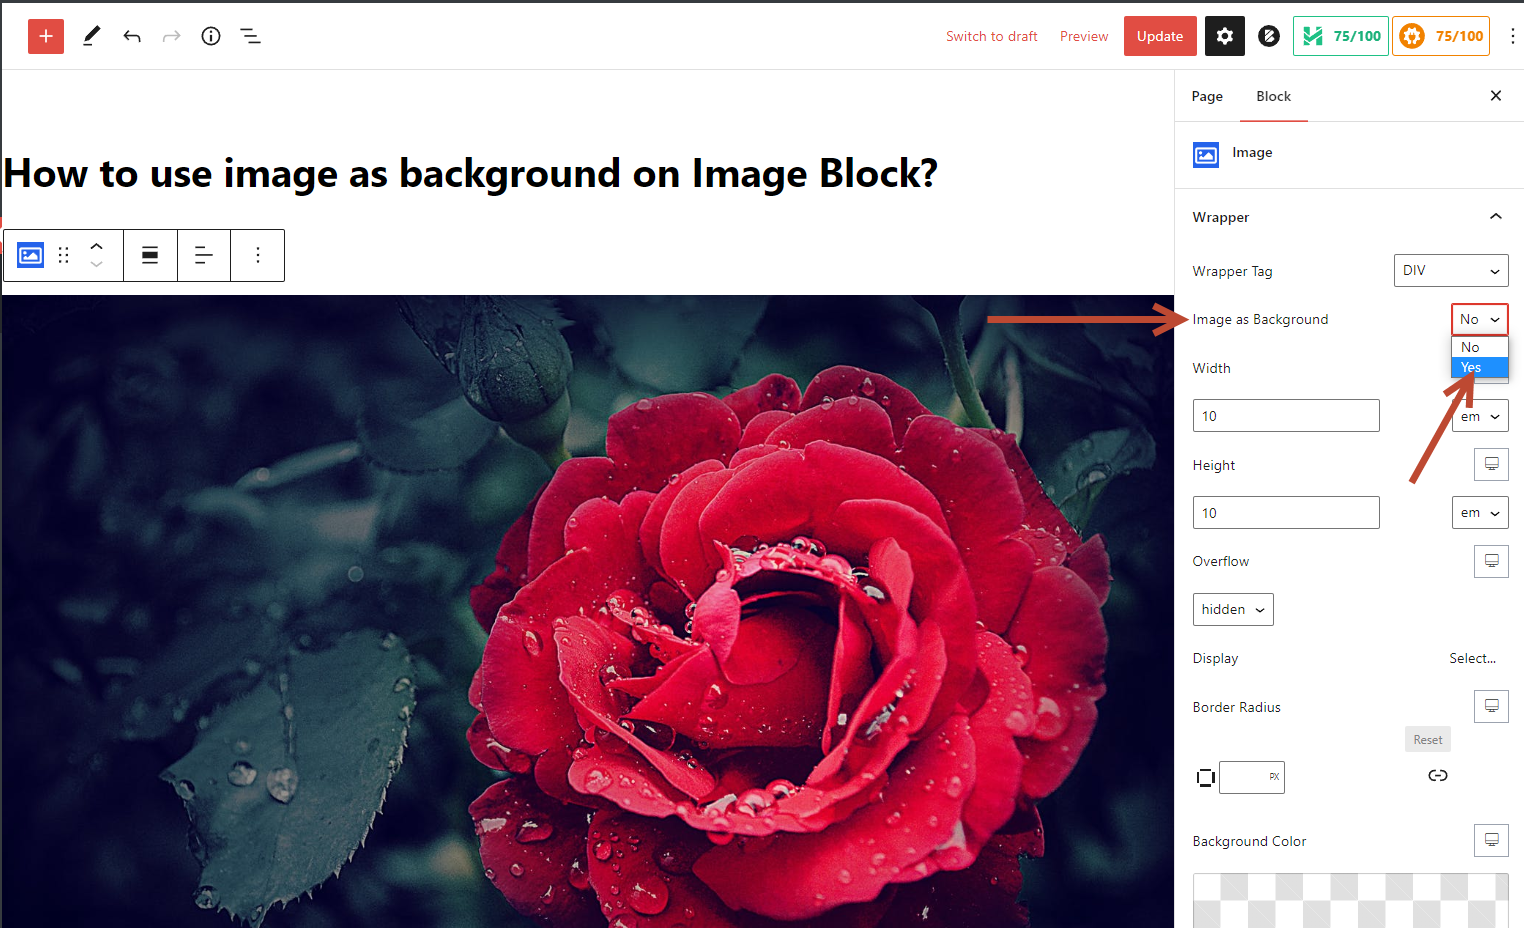 Switch to draft Preview Update 75/100 75/100
Page Block
Image
How to use image as background on Image Block?
Wrapper
Wrapper Tag DIV
Image as Background No
No
Yes
Width
10 em
Height
10 em
Overflow
hidden
Display Select...
Border Radius
Reset
PX
Background Color